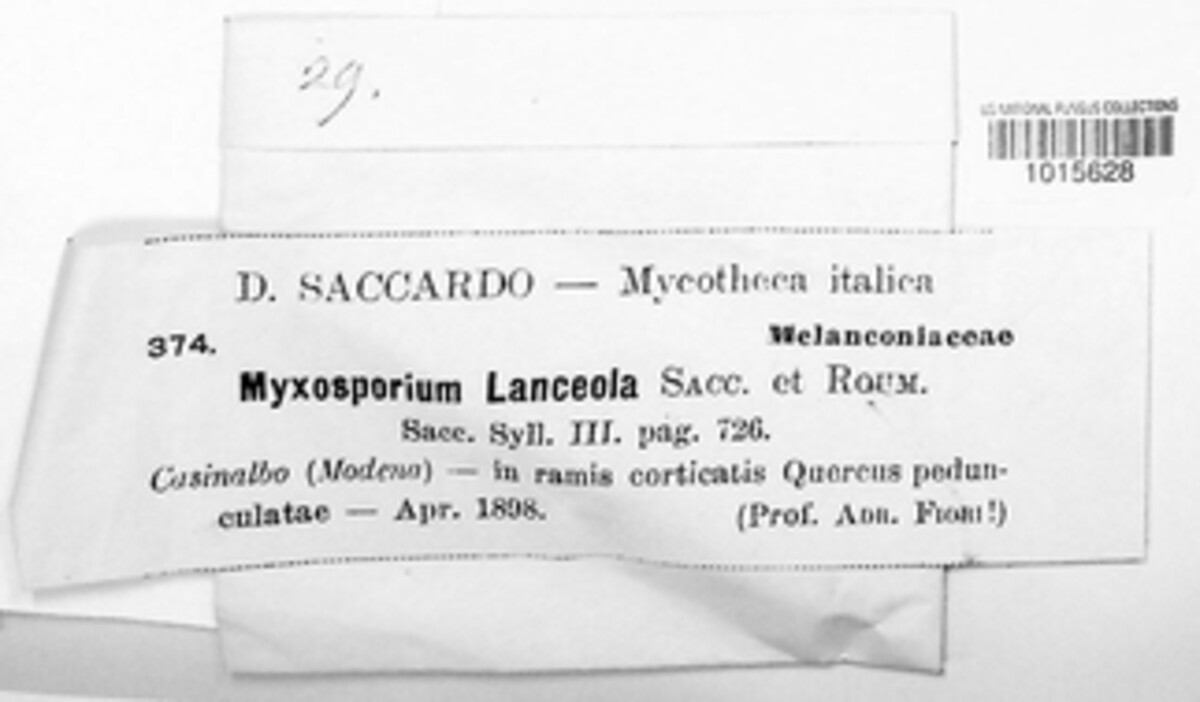 29.
US NATIONAL FUNGUS COLLECTIONS
1015628
D. SACCARDO — Mycotheca italica
374.
Melanconiaceae
Myxosporium Lanceola SACC. et ROUM.
Sacc. Syll. III. pag. 726.
Casinalbo (Modena) — in ramis corticatis Quercus pedun-
culatae — Apr. 1898.
(Prof. ADR. FIORI!)